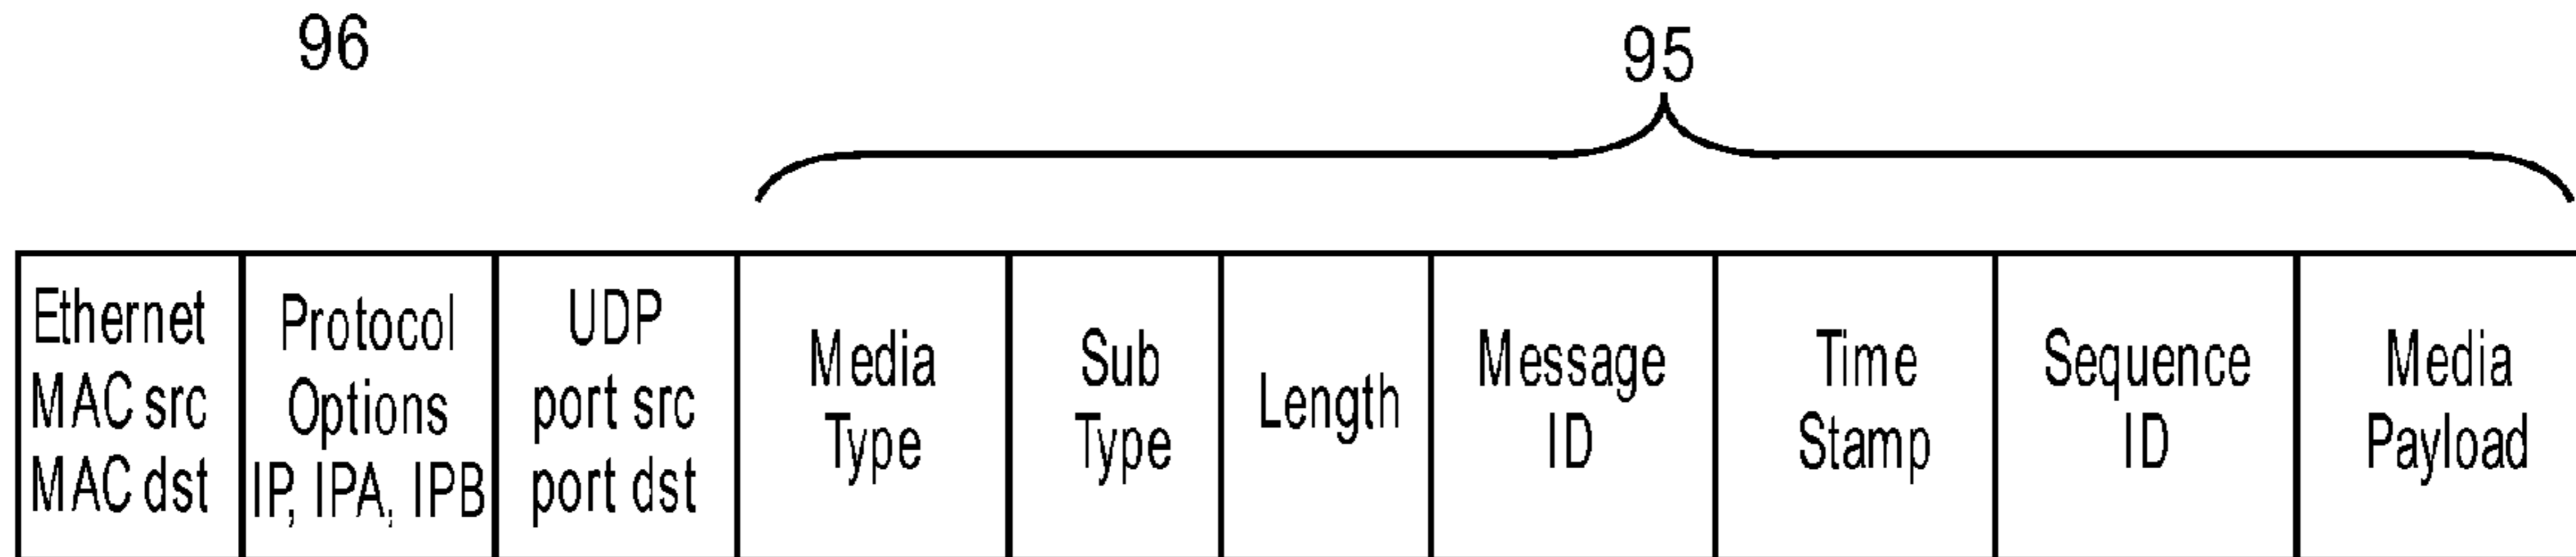 96
95
Ethernet
MAC src
MAC dst
Protocol
Options
IP, IPA, IPB
UDP
port src
port dst
Media
Type
Sub
Type
Length
Message
ID
Time
Stamp
Sequence
ID
Media
Payload